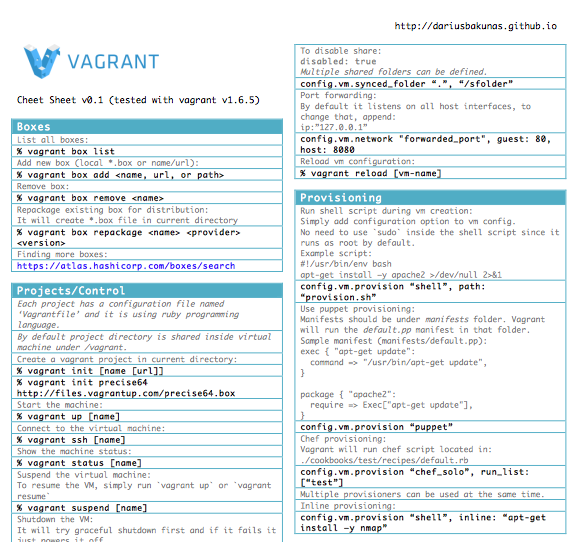 http://dariusbakunas.github.io
VAGRANT
Cheet Sheet v0.1 (tested with vagrant v1.6.5)
Boxes
List all boxes:
% vagrant box list
Add new box (local *.box or name/url):
% vagrant box add <name, url, or path>
Remove box:
% vagrant box remove <name>
Repackage existing box for distribution:
It will create *.box file in current directory
% vagrant box repackage <name> <provider>
<version>
Finding more boxes:
https://atlas.hashicorp.com/boxes/search
Projects/Control
Each project has a configuration file named
‘Vagrantfile’ and it is using ruby programming
language.
By default project directory is shared inside virtual
machine under /vagrant.
Create a vagrant project in current directory:
% vagrant init [name [url]]
% vagrant init precise64
http://files.vagrantup.com/precise64.box
Start the machine:
% vagrant up [name]
Connect to the virtual machine:
% vagrant ssh [name]
Show the machine status:
% vagrant status [name]
Suspend the virtual machine:
To resume the VM, simply run `vagrant up` or `vagrant
resume`
% vagrant suspend [name]
Shutdown the VM:
It will try graceful shutdown first and if it fails it
just powers it off
To disable share:
disabled: true
Multiple shared folders can be defined.
config.vm.synced_folder “.”, “/sfolder”
Port forwarding:
By default it listens on all host interfaces, to
change that, append:
ip:”127.0.0.1”
config.vm.network "forwarded_port", guest: 80,
host: 8080
Reload vm configuration:
% vagrant reload [vm-name]
Provisioning
Run shell script during vm creation:
Simply add configuration option to vm config.
No need to use `sudo` inside the shell script since it
runs as root by default.
Example script:
#!/usr/bin/env bash
apt-get install -y apache2 >/dev/null 2>&1
config.vm.provision “shell”, path:
“provision.sh”
Use puppet provisioning:
Manifests should be under manifests folder. Vagrant
will run the default.pp manifest in that folder.
Sample manifest (manifests/default.pp):
exec { "apt-get update":
command => "/usr/bin/apt-get update",
}
package { "apache2":
require => Exec["apt-get update"],
}
config.vm.provision “puppet”
Chef provisioning:
Vagrant will run chef script located in:
./cookbooks/test/recipes/default.rb
config.vm.provision “chef_solo”, run_list:
[“test”]
Multiple provisioners can be used at the same time.
Inline provisioning:
config.vm.provision “shell”, inline: “apt-get
install -y nmap”